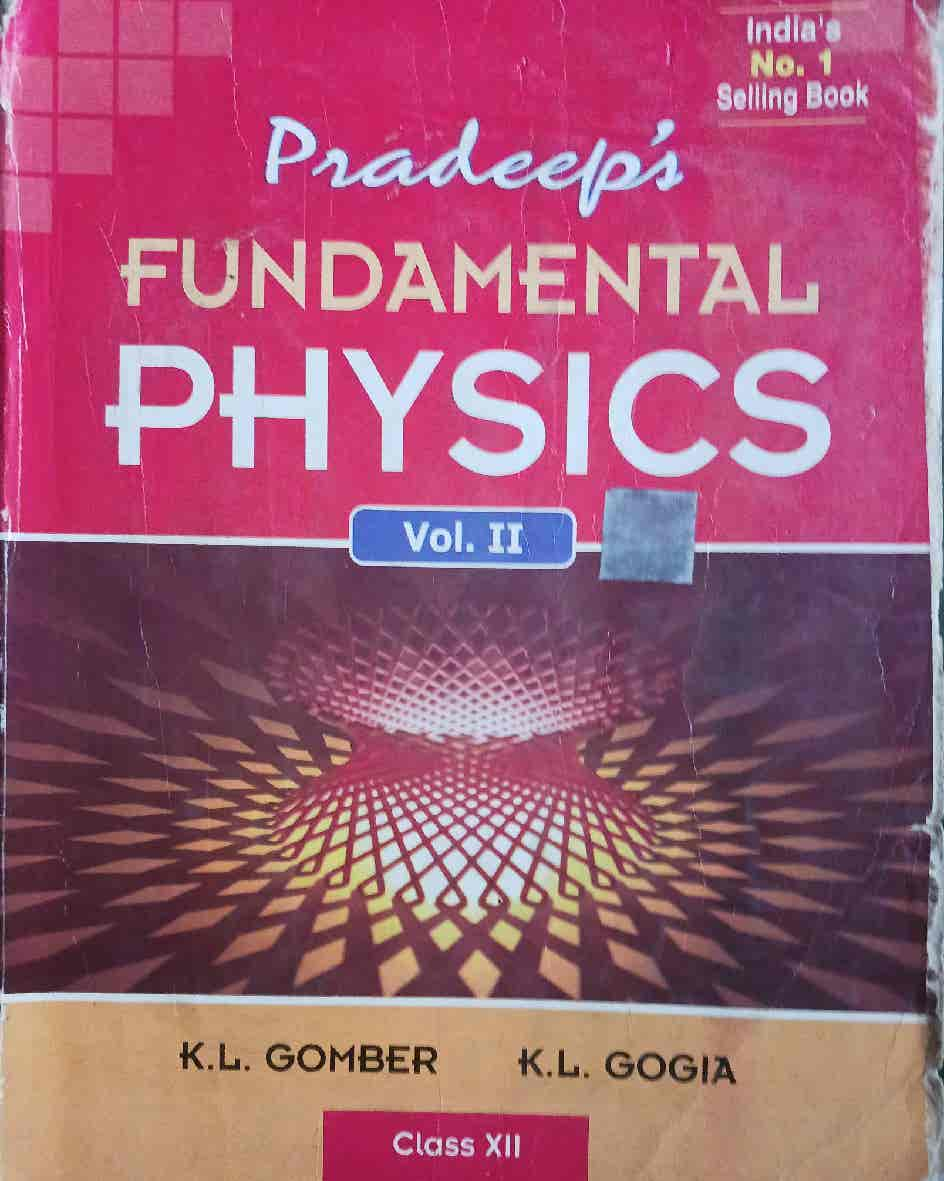 India's
No. 1
Selling Book
Pradeep's
FUNDAMENTAL
PHYSICS
Vol. II
K.L. GOMBER K.L. GOGIA
Class XII